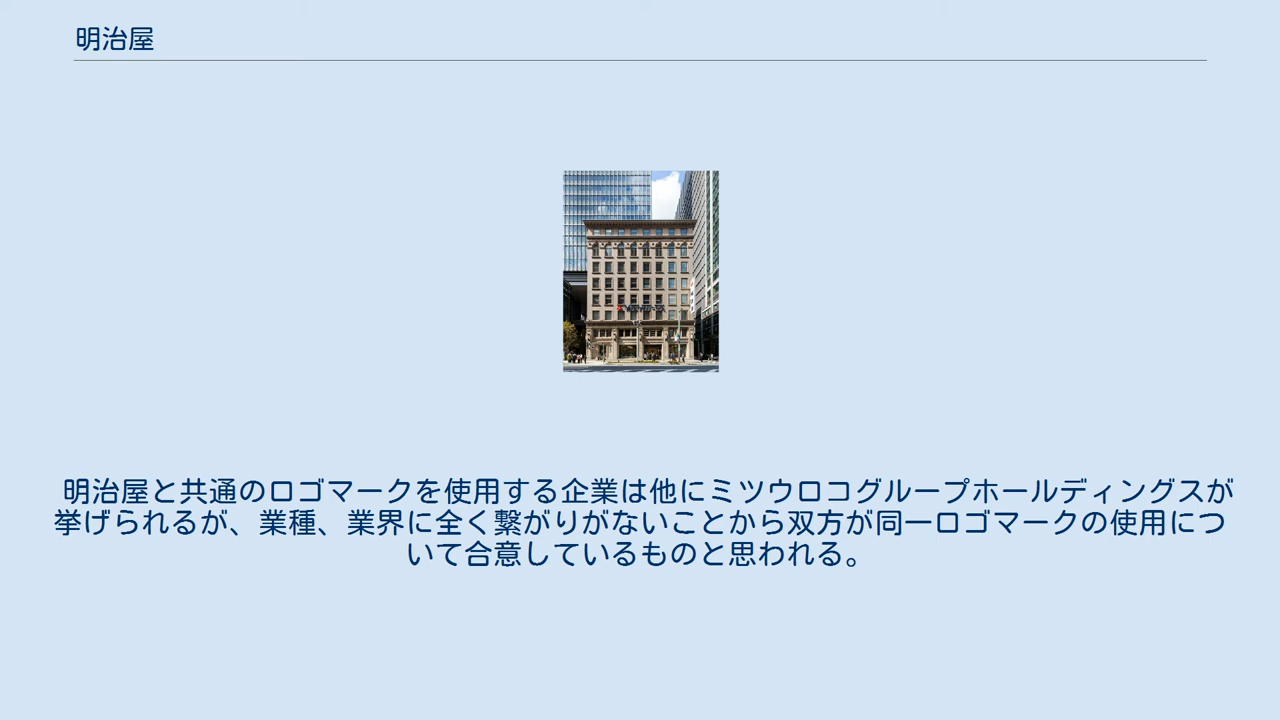 明治屋
明治屋と共通のロゴマークを使用する企業は他にミツウロコグループホールディングスが
挙げられるが、業種、業界に全く繋がりがないことから双方が同一ロゴマークの使用につ
いて合意しているものと思われる。